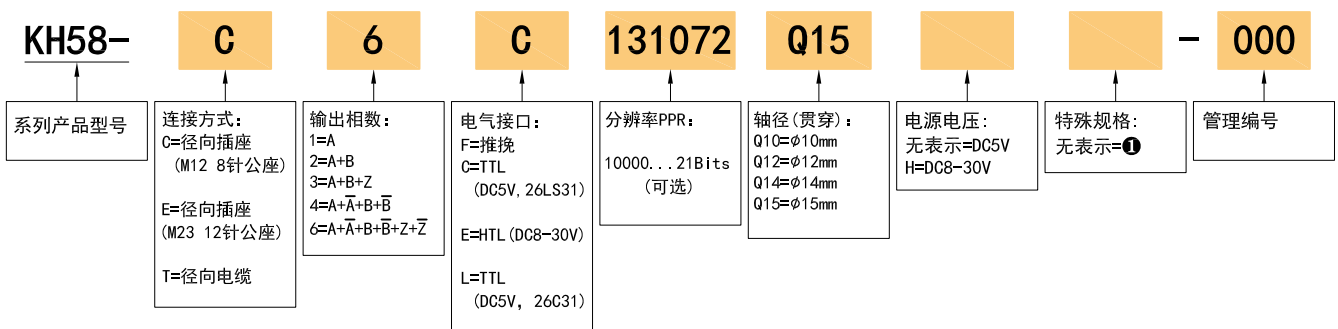 KH58- C 6 C 131072 Q15 - 000
系列产品型号
连接方式:
C=径向插座
(M12 8针公座)
E=径向插座
(M23 12针公座)
T=径向电缆
输出相数:
1=A
2=A+B
3=A+B+Z
4=A+A̅+B+B̅
6=A+A̅+B+B̅+Z+Z̅
电气接口:
F=推挽
C=TTL
(DC5V,26LS31)
E=HTL(DC8-30V)
L=TTL
(DC5V, 26C31)
分辨率PPR:
10000...21Bits
(可选)
轴径(贯穿):
Q10=φ10mm
Q12=φ12mm
Q14=φ14mm
Q15=φ15mm
电源电压:
无表示=DC5V
H=DC8-30V
特殊规格:
无表示=❶
管理编号